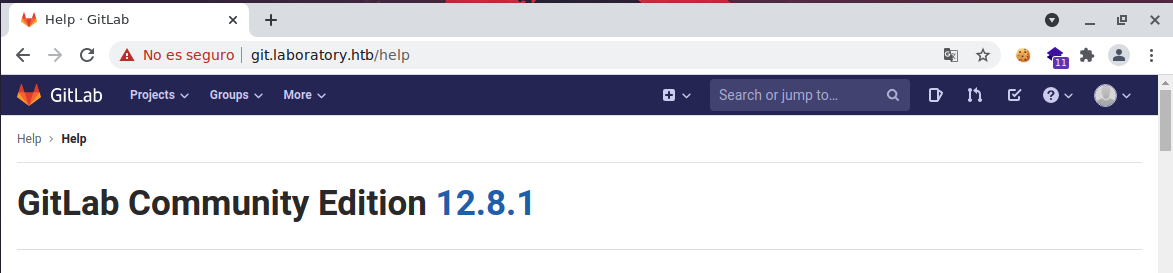 Help · GitLab
No es seguro git.laboratory.htb/help
11
GitLab Projects Groups More Search or jump to...
Help > Help
GitLab Community Edition 12.8.1